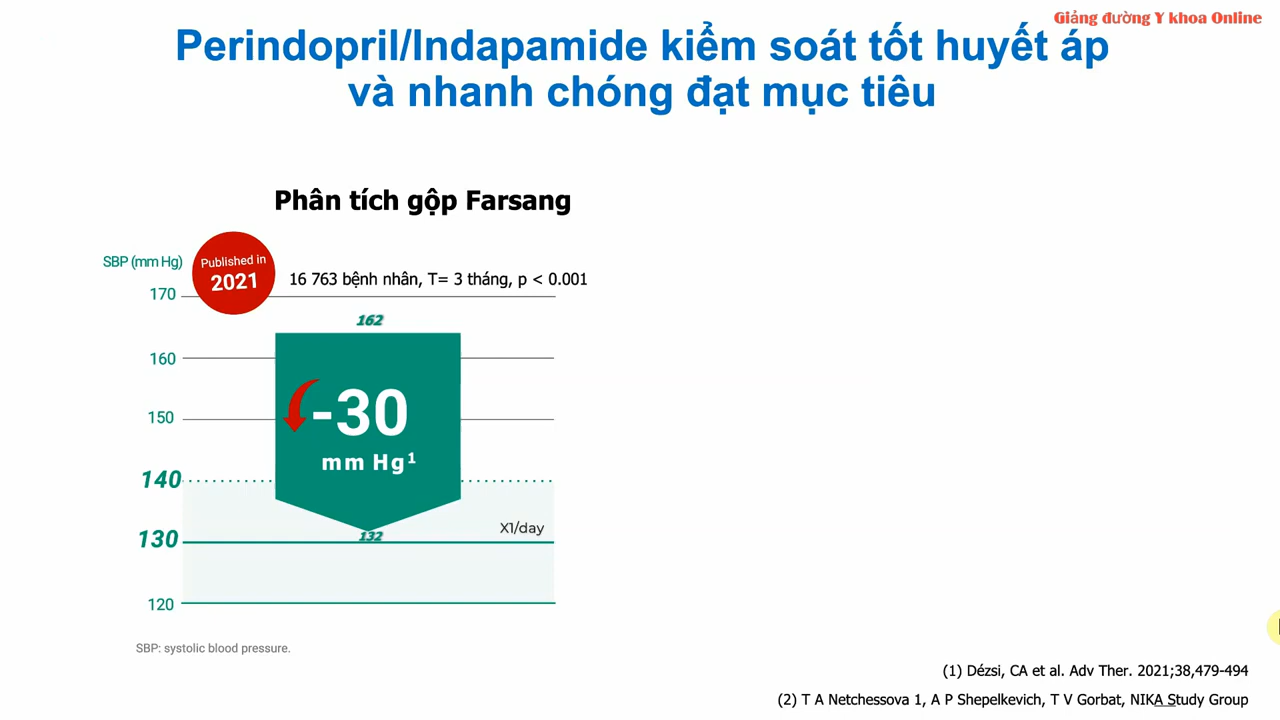 Giảng đường Y khoa Online
Perindopril/Indapamide kiểm soát tốt huyết áp
và nhanh chóng đạt mục tiêu
Phân tích gộp Farsang
SBP (mm Hg)
Published in
2021
16 763 bệnh nhân, T= 3 tháng, p < 0.001
170
162
160
-30
150
mm Hg¹
140
X1/day
130
132
120
SBP: systolic blood pressure.
(1) Dézsi, CA et al. Adv Ther. 2021;38,479-494
(2) T A Netchessova 1, A P Shepelkevich, T V Gorbat, NIKA Study Group